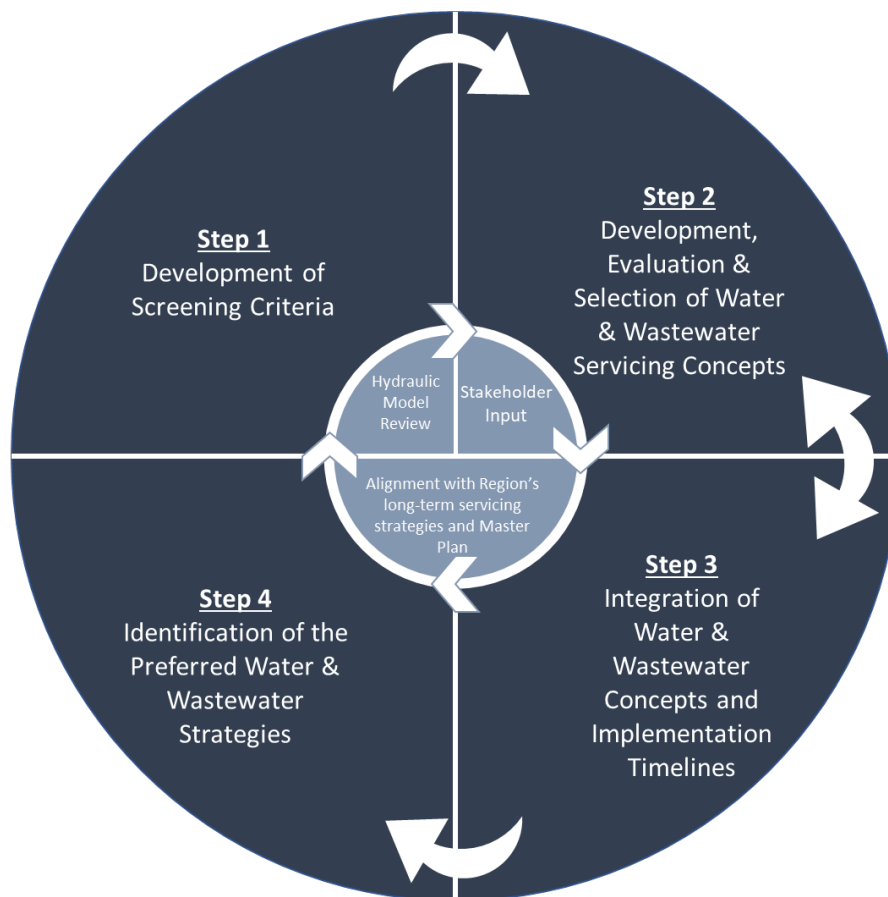 Step 1
Development of
Screening Criteria
Step 2
Development,
Evaluation &
Selection of Water
& Wastewater
Servicing Concepts
Hydraulic
Model
Review
Stakeholder
Input
Alignment with Region's
long-term servicing
strategies and Master
Plan
Step 3
Integration of
Water &
Wastewater
Concepts and
Implementation
Timelines
Step 4
Identification of the
Preferred Water &
Wastewater
Strategies